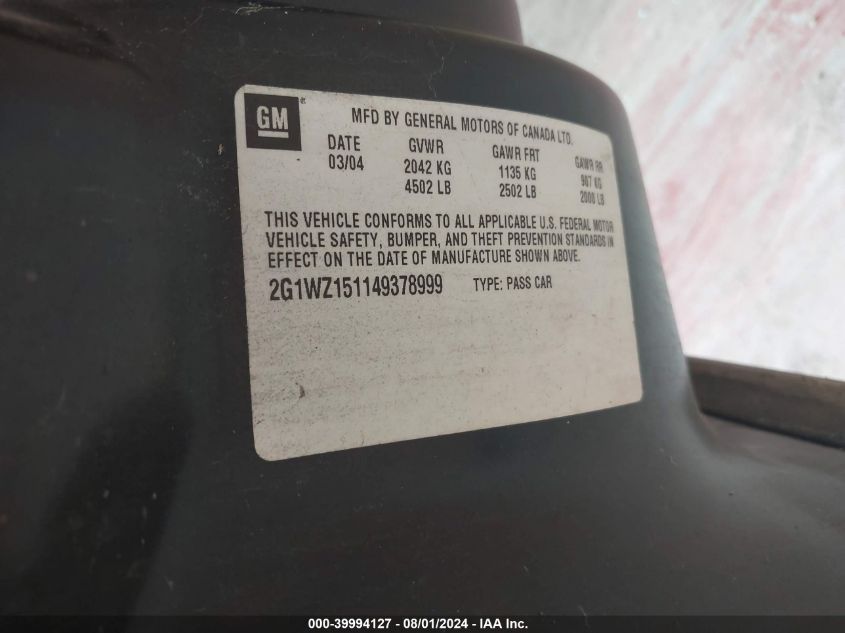 GM
MFD BY GENERAL MOTORS OF CANADA LTD.
DATE GVWR GAWR FRT GAWR RR
03/04 2042 KG 1135 KG 907 KG
4502 LB 2502 LB 2000 LB
THIS VEHICLE CONFORMS TO ALL APPLICABLE U.S. FEDERAL MOTOR
VEHICLE SAFETY, BUMPER, AND THEFT PREVENTION STANDARDS IN
EFFECT ON THE DATE OF MANUFACTURE SHOWN ABOVE.
2G1WZ151149378999 TYPE: PASS CAR
000-39994127 - 08/01/2024 - IAA Inc.